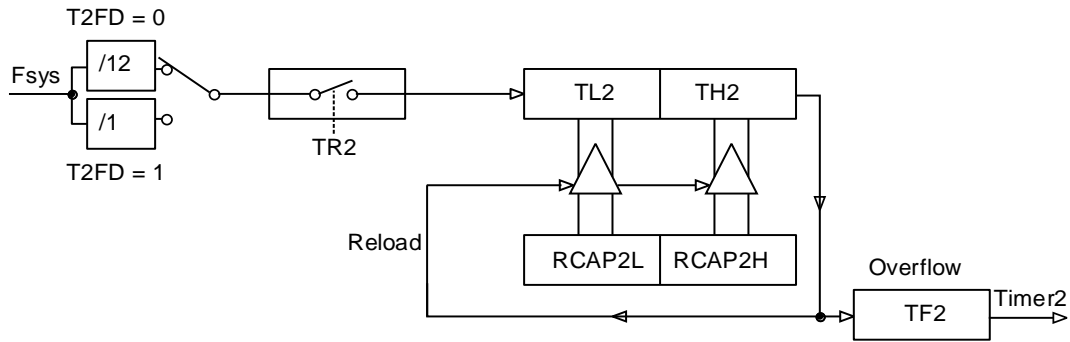 T2FD = 0
/12
Fsys
/1
T2FD = 1
TR2
TL2
TH2
Reload
RCAP2L
RCAP2H
Overflow
TF2
Timer2